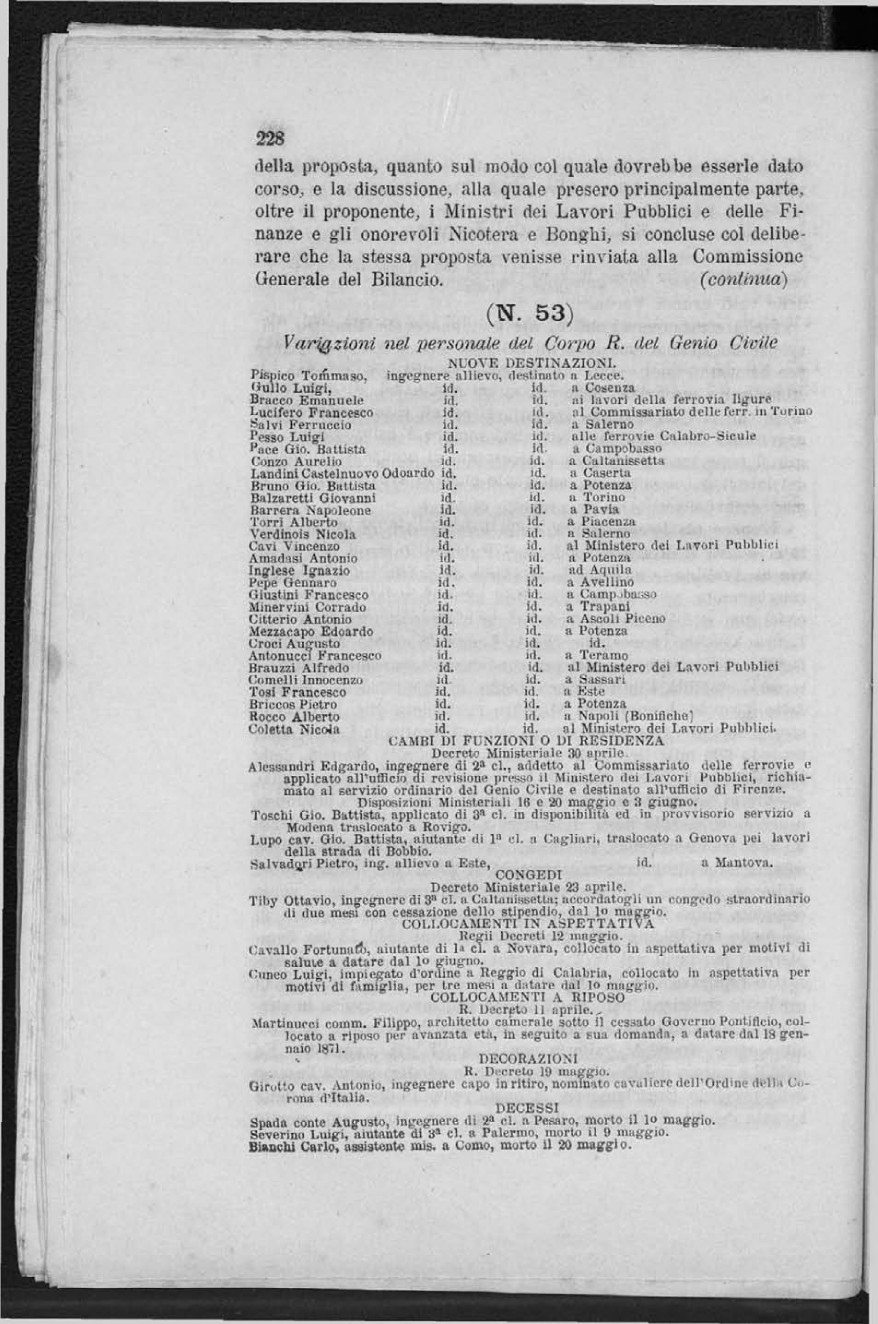 228
della proposta, quanto sul modo col quale dovrebbe esserle dato
corso, e la discussione, alla quale presero principalmente parte,
oltre il proponente, i Ministri dei Lavori Pubblici e delle Fi-
nanze e gli onorevoli Nicotera e Bonghi, si concluse col delibe-
rare che la stessa proposta venisse rinviata alla Commissione
Generale del Bilancio. (continua)
(N. 53)
Variazioni nel personale del Corpo R. del Genio Civile
NUOVE DESTINAZIONI.
Pispico Tommaso, ingegnere allievo, destinato a Lecce.
Gullo Luigi, id. id. a Cosenza
Bracco Emanuele id. id. ai lavori della ferrovia ligure
Lucifero Francesco id. id. al Commissariato delle ferr. in Torino
Salvi Ferruccio id. id. a Salerno
Pesso Luigi id. id. alle ferrovie Calabro-Sicule
Pace Gio. Battista id. id. a Campobasso
Conzo Aurelio id. id. a Caltanissetta
Landini Castelnuovo Odoardo id. id. a Caserta
Bruno Gio. Battista id. id. a Potenza
Balzaretti Giovanni id. id. a Torino
Barrera Napoleone id. id. a Pavia
Torri Alberto id. id. a Piacenza
Verdinois Nicola id. id. a Salerno
Cavi Vincenzo id. id. al Ministero dei Lavori Pubblici
Amadasi Antonio id. id. a Potenza
Inglese Ignazio id. id. ad Aquila
Pepe Gennaro id. id. a Avellino
Giustini Francesco id. id. a Campobasso
Minervini Corrado id. id. a Trapani
Citterio Antonio id. id. a Ascoli Piceno
Mezzacapo Edoardo id. id. a Potenza
Croci Augusto id. id. id.
Antonucci Francesco id. id. a Teramo
Brauzzi Alfredo id. id. al Ministero dei Lavori Pubblici
Comelli Innocenzo id. id. a Sassari
Tosi Francesco id. id. a Este
Briccos Pietro id. id. a Potenza
Rocco Alberto id. id. a Napoli (Bonifiche)
Coletta Nicola id. id. al Ministero dei Lavori Pubblici.
CAMBI DI FUNZIONI O DI RESIDENZA
Decreto Ministeriale 30 aprile.
Alessandri Edgardo, ingegnere di 2ª cl., addetto al Commissariato delle ferrovie e
applicato all'ufficio di revisione presso il Ministero dei Lavori Pubblici, richia-
mato al servizio ordinario del Genio Civile e destinato all'ufficio di Firenze.
Disposizioni Ministeriali 16 e 20 maggio e 3 giugno.
Toschi Gio. Battista, applicato di 3ª cl. in disponibilità ed in provvisorio servizio a
Modena traslocato a Rovigo.
Lupo cav. Gio. Battista, aiutante di 1ª cl. a Cagliari, traslocato a Genova pei lavori
della strada di Bobbio.
Salvadori Pietro, ing. allievo a Este, id. a Mantova.
CONGEDI
Decreto Ministeriale 23 aprile.
Tiby Ottavio, ingegnere di 3ª cl. a Caltanissetta; accordatogli un congedo straordinario
di due mesi con cessazione dello stipendio, dal 1o maggio.
COLLOCAMENTI IN ASPETTATIVA
Regii Decreti 12 maggio.
Cavallo Fortunato, aiutante di 1ª cl. a Novara, collocato in aspettativa per motivi di
salute a datare dal 1o giugno.
Cuneo Luigi, impiegato d'ordine a Reggio di Calabria, collocato in aspettativa per
motivi di famiglia, per tre mesi a datare dal 1o maggio.
COLLOCAMENTI A RIPOSO
R. Decreto 11 aprile.
Martinucci comm. Filippo, architetto camerale sotto il cessato Governo Pontificio, col-
locato a riposo per avanzata età, in seguito a sua domanda, a datare dal 18 gen-
naio 1871.
DECORAZIONI
R. Decreto 19 maggio.
Girotto cav. Antonio, ingegnere capo in ritiro, nominato cavaliere dell'Ordine della Co-
rona d'Italia.
DECESSI
Spada conte Augusto, ingegnere di 2ª cl. a Pesaro, morto il 1o maggio.
Severino Luigi, aiutante di 3ª cl. a Palermo, morto il 9 maggio.
Bianchi Carlo, assistente mis. a Como, morto il 20 maggio.